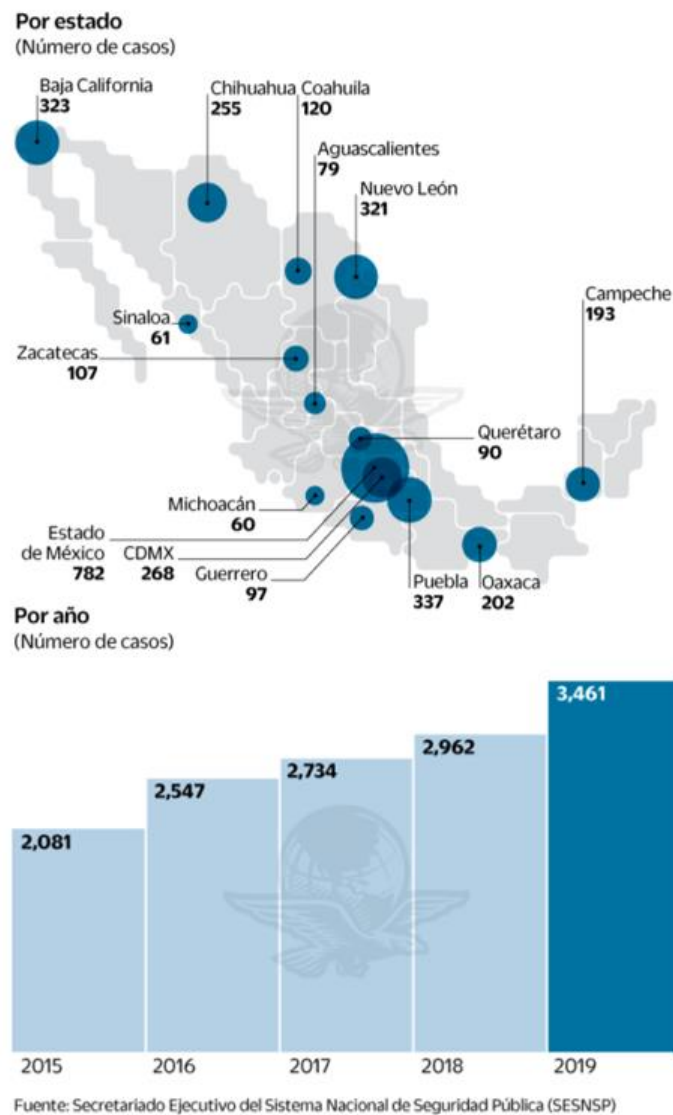 Por estado
(Número de casos)
Baja California
323
Chihuahua
255
Coahuila
120
Aguascalientes
79
Nuevo León
321
Campeche
193
Sinaloa
61
Zacatecas
107
Querétaro
90
Michoacán
60
Estado
de México
782
CDMX
268
Guerrero
97
Puebla
337
Oaxaca
202
Por año
(Número de casos)
2,081
2,547
2,734
2,962
3,461
2015
2016
2017
2018
2019
Fuente: Secretariado Ejecutivo del Sistema Nacional de Seguridad Pública (SESNSP)